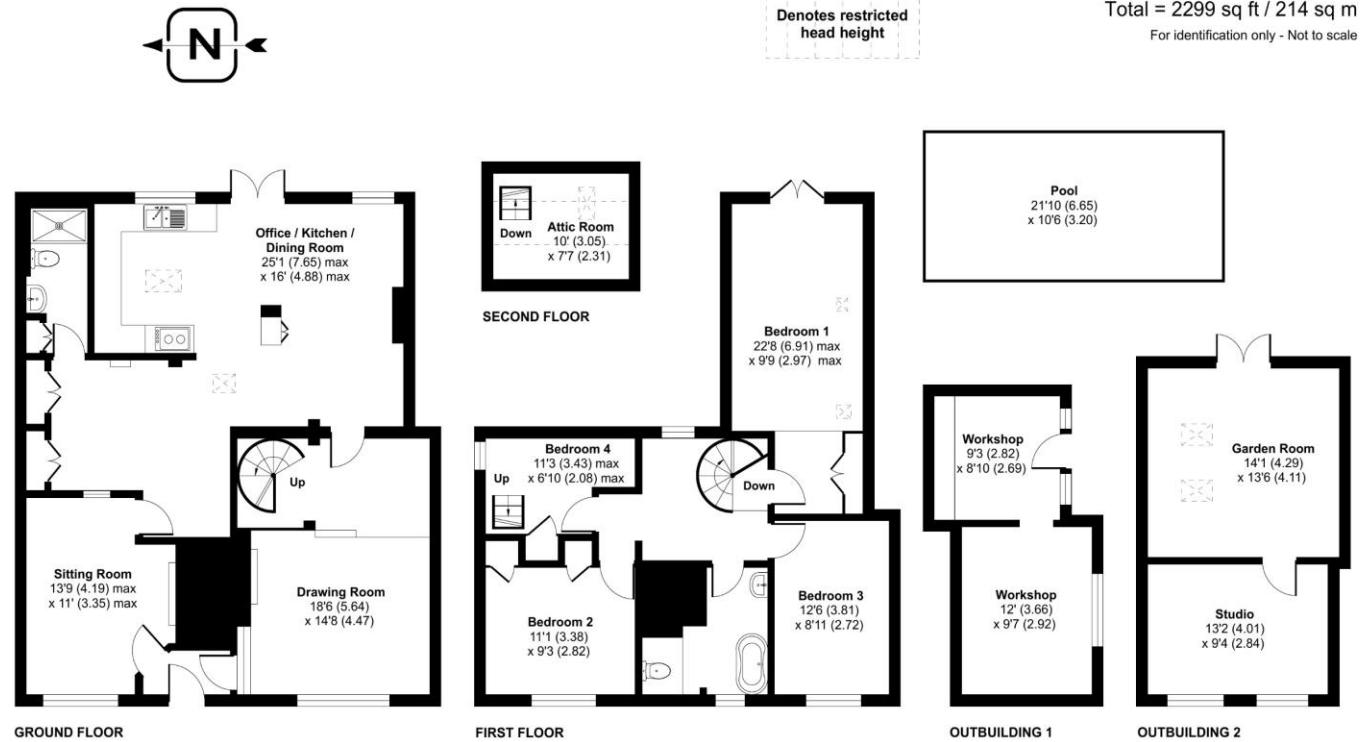 Denotes restricted
head height
Total = 2299 sq ft / 214 sq m
For identification only - Not to scale
N
Office / Kitchen /
Dining Room
25'1 (7.65) max
x 16' (4.88) max
Up
Sitting Room
13'9 (4.19) max
x 11' (3.35) max
Drawing Room
18'6 (5.64)
x 14'8 (4.47)
GROUND FLOOR
Down
Attic Room
10' (3.05)
x 7'7 (2.31)
SECOND FLOOR
Bedroom 1
22'8 (6.91) max
x 9'9 (2.97) max
Bedroom 4
11'3 (3.43) max
x 6'10 (2.08) max
Up
Down
Bedroom 2
11'1 (3.38)
x 9'3 (2.82)
Bedroom 3
12'6 (3.81)
x 8'11 (2.72)
FIRST FLOOR
Pool
21'10 (6.65)
x 10'6 (3.20)
Workshop
9'3 (2.82)
x 8'10 (2.69)
Workshop
12' (3.66)
x 9'7 (2.92)
OUTBUILDING 1
Garden Room
14'1 (4.29)
x 13'6 (4.11)
Studio
13'2 (4.01)
x 9'4 (2.84)
OUTBUILDING 2